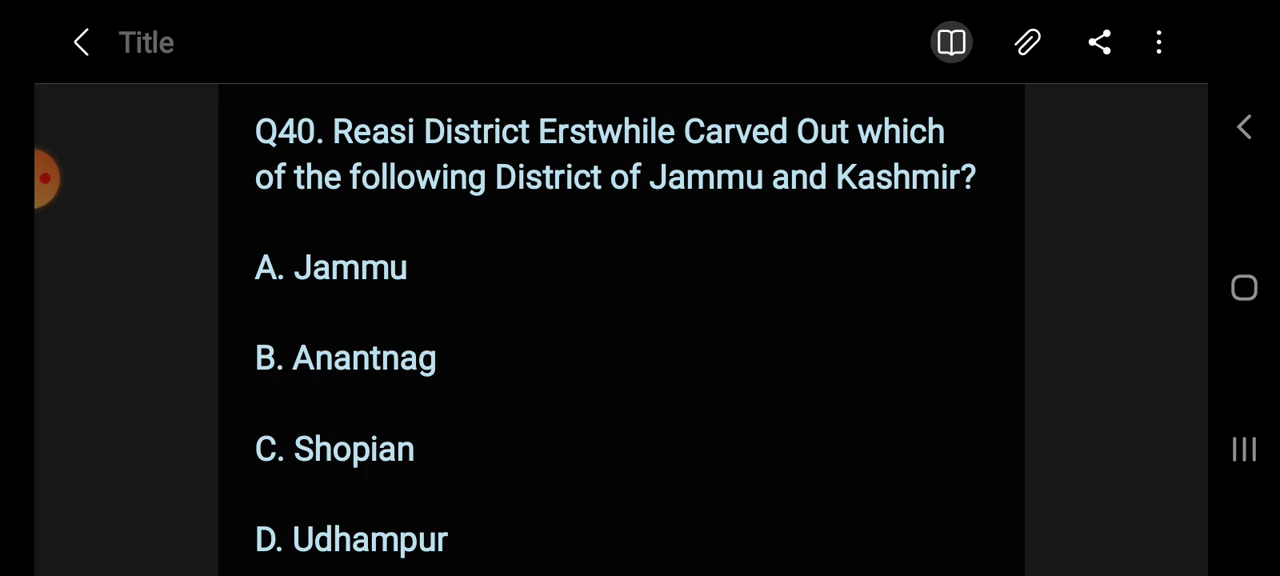 Title
Q40. Reasi District Erstwhile Carved Out which
of the following District of Jammu and Kashmir?
A. Jammu
B. Anantnag
C. Shopian
D. Udhampur